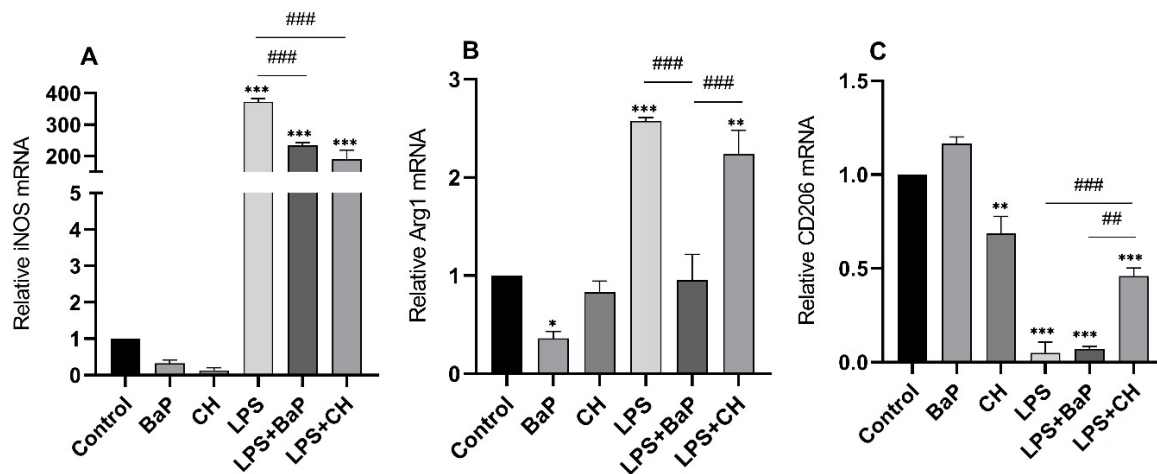 A
###
###
***
***
***
Relative iNOS mRNA
400
300
200
5
4
3
2
1
0
Control
BaP
CH
LPS
LPS+BaP
LPS+CH
B
###
###
***
**
*
Relative Arg1 mRNA
3
2
1
0
Control
BaP
CH
LPS
LPS+BaP
LPS+CH
C
###
##
**
***
***
***
Relative CD206 mRNA
1.5
1.0
0.5
0.0
Control
BaP
CH
LPS
LPS+BaP
LPS+CH